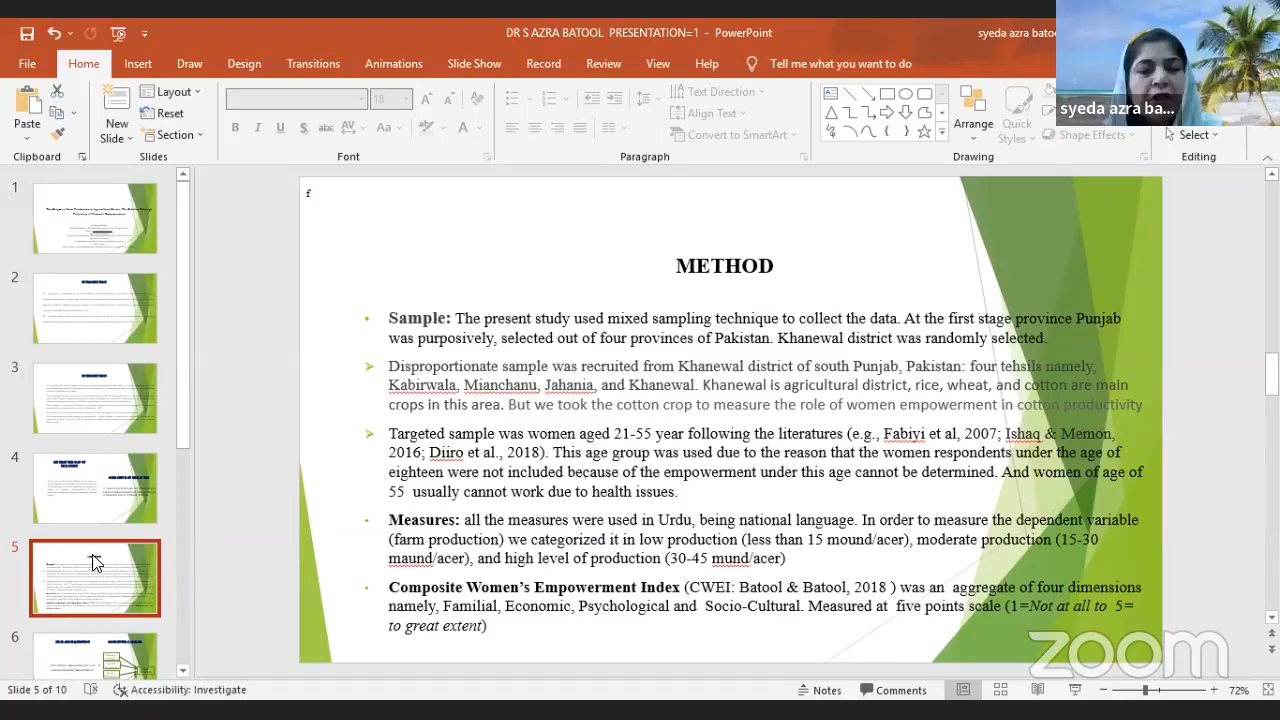 DR S AZRA BATOOL PRESENTATION=1 - PowerPoint
syeda azra bato
File Home Insert Draw Design Transitions Animations Slide Show Record Review View Help Tell me what you want to do
syeda azra ba...
Paste
New
Slide
Layout
Reset
Section
18
B I U S abc AV Aa A
Text Direction
Align Text
Convert to SmartArt
Arrange
Quick
Styles
Shape Effects
Select
Clipboard Slides Font Paragraph Drawing Editing
1
2
3
4
5
6
f
METHOD
• Sample: The present study used mixed sampling technique to collect the data. At the first stage province Punjab
was purposively, selected out of four provinces of Pakistan. Khanewal district was randomly selected.
Disproportionate sample was recruited from Khanewal district of south Punjab, Pakistan: four tehsils namely,
Kabirwala, Jahania, and Khanewal. Khanewal is agricultural district, rice, wheat, and cotton are main
crops in this area. But we took the cotton crop to measure the role of women empowerment in cotton productivity
Targeted sample was women aged 21-55 year following the literatures (e.g., Fabiyi et al, 2007; Ishaq & Memon,
2016; Diiro et al., 2018). This age group was used due to the reason that the women respondents under the age of
eighteen were not included because of the empowerment under this age cannot be determined. And women of age of
55 usually cannot work due to health issues.
• Measures: all the measures were used in Urdu, being national language. In order to measure the dependent variable
(farm production) we categorized it in low production (less than 15 mound/acer), moderate production (15-30
maund/acer), and high level of production (30-45 mund/acer)
• Composite Women's Empowerment Index (CWEI: Batool & Batool, 2018 ) was an aggregate of four dimensions
namely, Familial, Economic, Psychological and Socio-Cultural. Measured at five points scale (1=Not at all to 5=
to great extent)
zoom
Slide 5 of 10 Accessibility: Investigate Notes Comments 72%